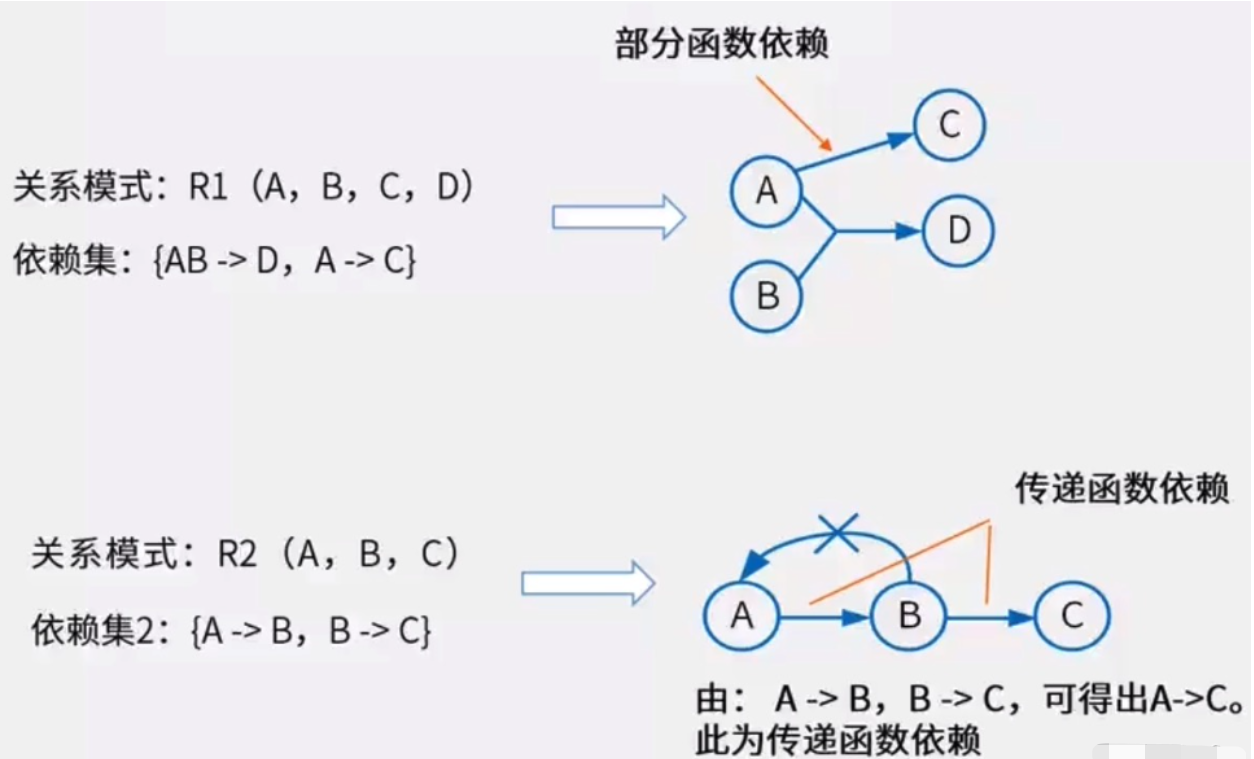 部分函数依赖
关系模式：R1（A，B，C，D）
依赖集：{AB -> D，A -> C}
A
B
C
D
传递函数依赖
关系模式：R2（A，B，C）
依赖集2：{A -> B，B -> C}
A
B
C
由： A -> B，B -> C，可得出A->C。
此为传递函数依赖